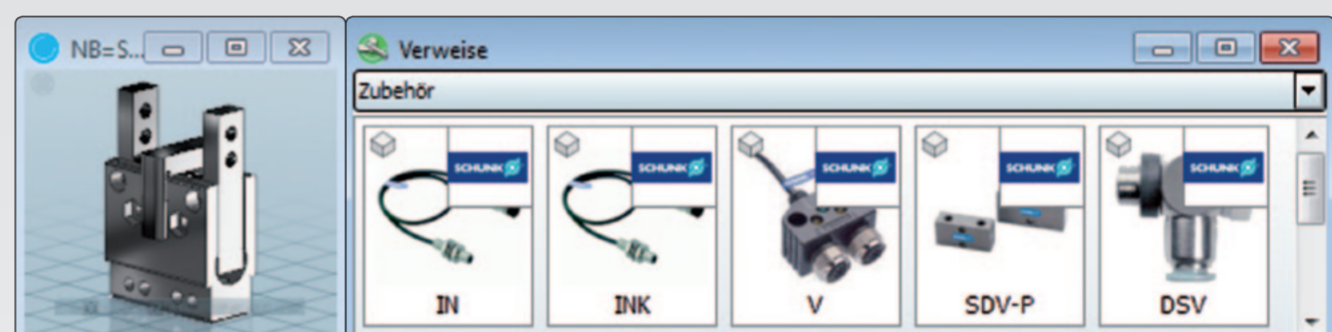 NB=S...
Verweise
Zubehör
SCHUNK SCHUNK SCHUNK SCHUNK SCHUNK
IN INK V SDV-P DSV